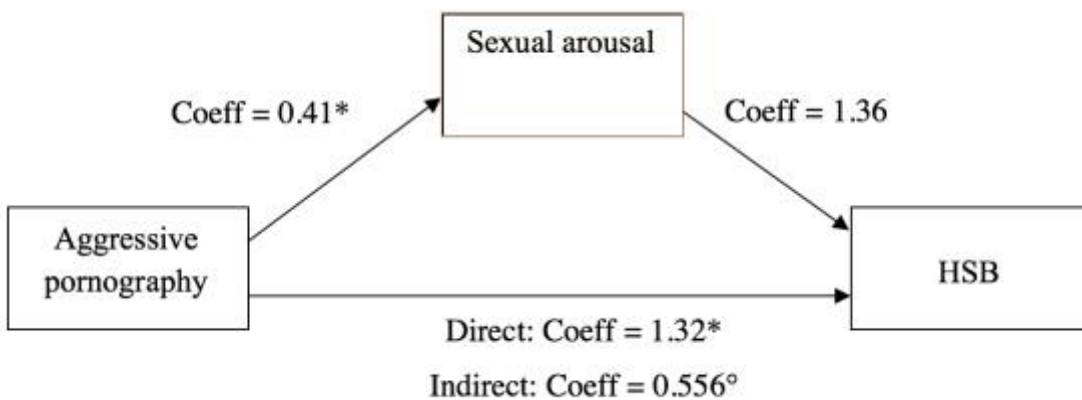 Sexual arousal
Coeff = 0.41*
Coeff = 1.36
Aggressive
pornography
HSB
Direct: Coeff = 1.32*
Indirect: Coeff = 0.556°